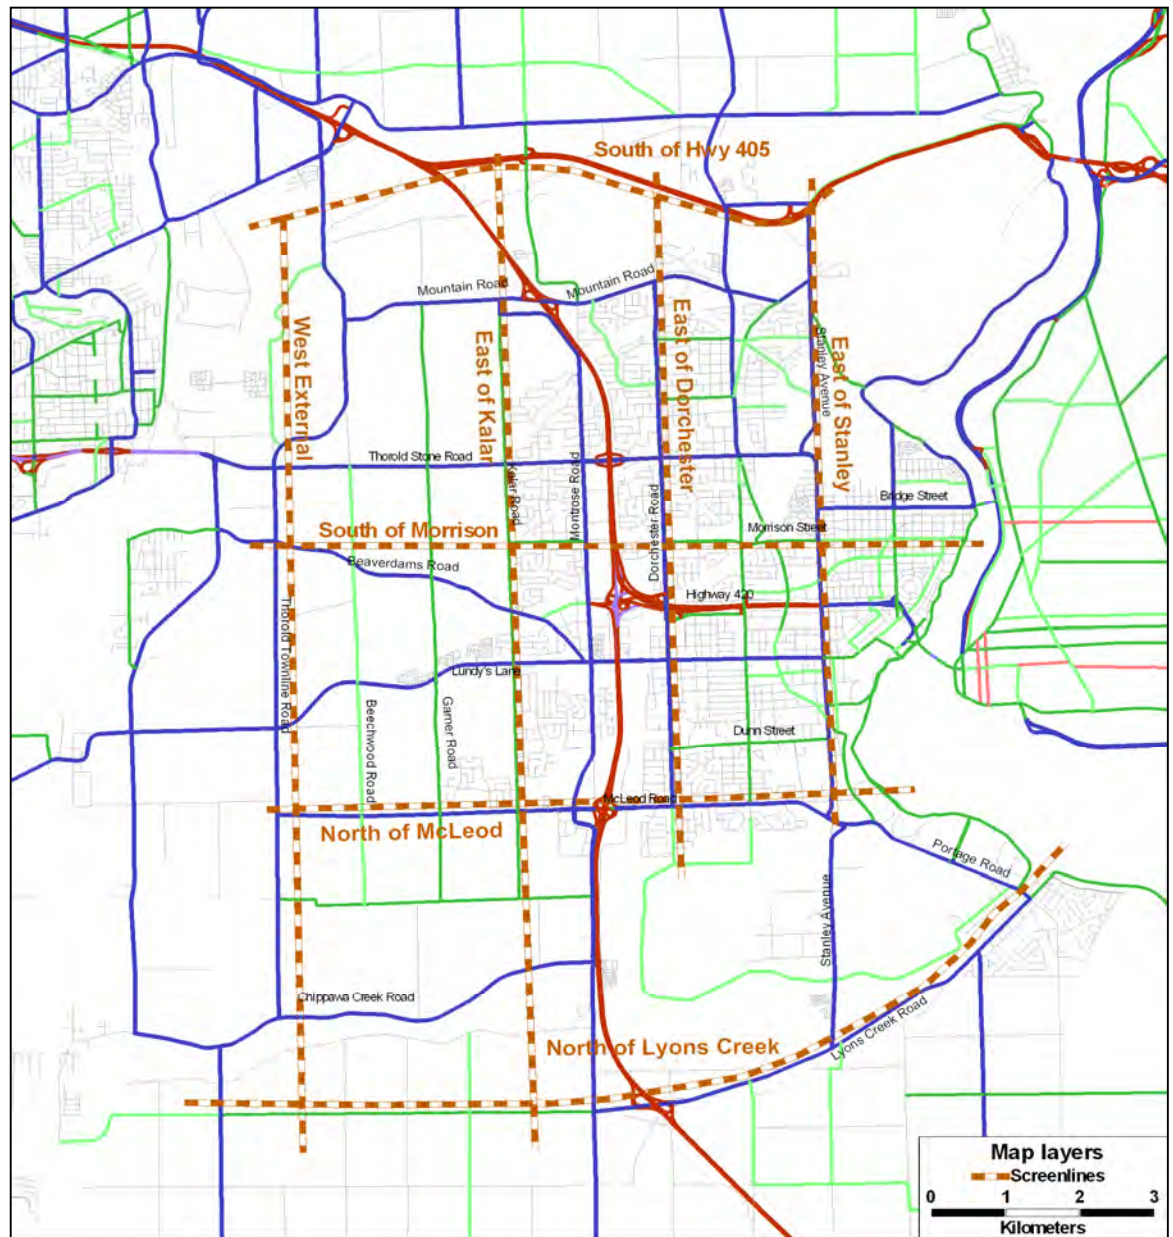 South of Hwy 405
Mountain Road
Mountain Road
West External
East of Kalar
East of Dorchester
East of Stanley
Stanley Avenue
Thorold Stone Road
Kalar Road
Montrose Road
Dorchester Road
Bridge Street
South of Morrison
Morrison Street
Beaverdams Road
Highway 420
Thorold Townline Road
Lundy's Lane
Beechwood Road
Garner Road
Dunn Street
McLeod Road
North of McLeod
Portage Road
Stanley Avenue
Chippawa Creek Road
Lyons Creek Road
North of Lyons Creek
Map layers
Screenlines
0 1 2 3
Kilometers